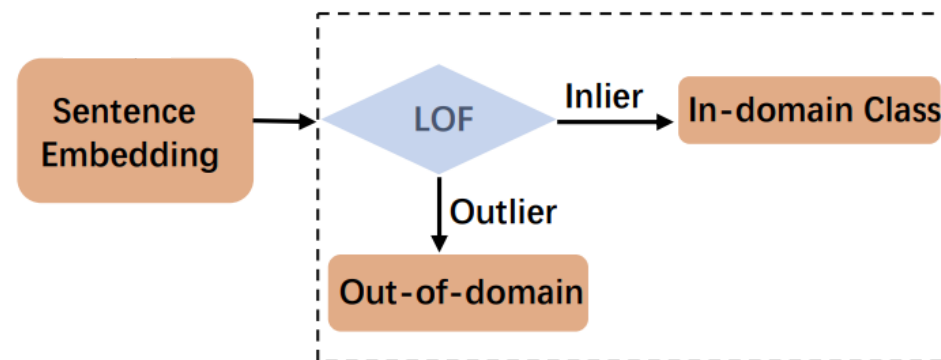 Sentence
Embedding
LOF
Inlier
In-domain Class
Outlier
Out-of-domain